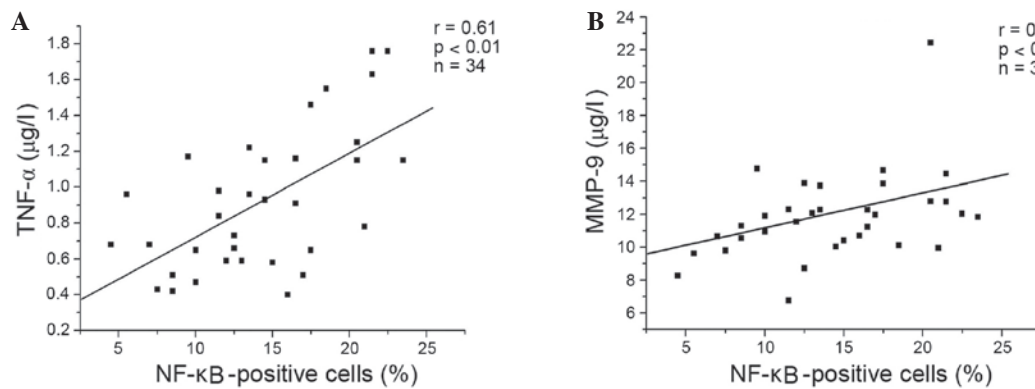 A
r = 0.61
p < 0.01
n = 34
TNF-α (µg/l)
1.8
1.6
1.4
1.2
1.0
0.8
0.6
0.4
0.2
5
10
15
20
25
NF-κB-positive cells (%)
B
r = 0
p < 0
n = 3
MMP-9 (µg/l)
24
22
20
18
16
14
12
10
8
6
5
10
15
20
25
NF-κB-positive cells (%)